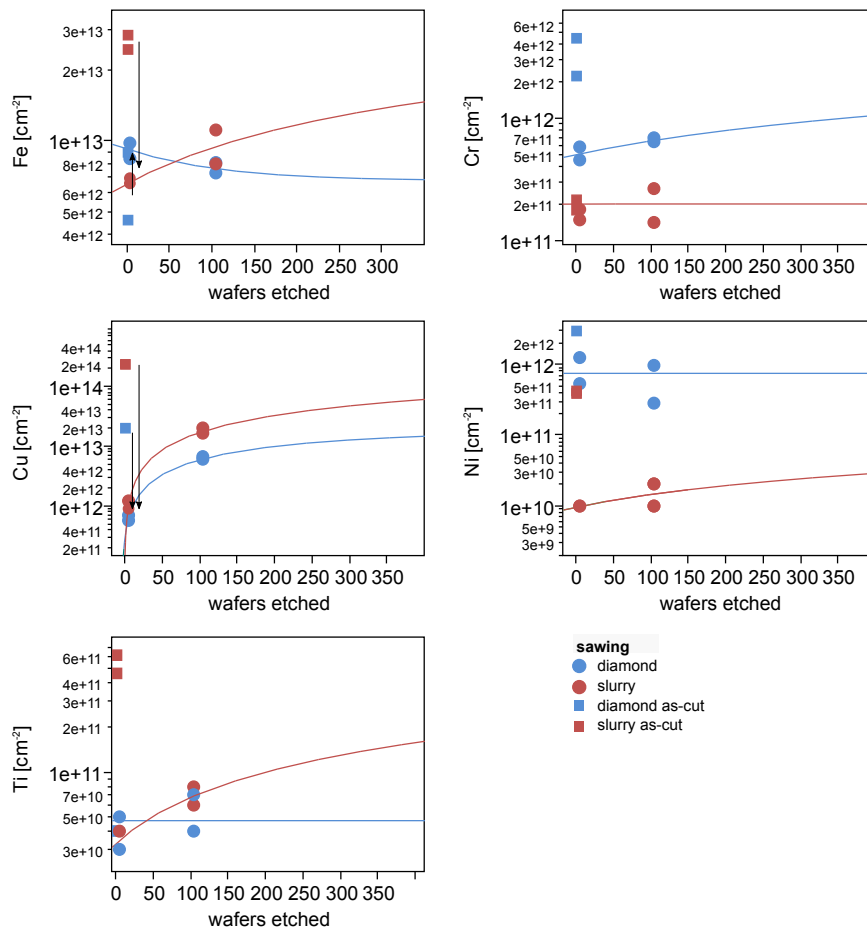 Fe [cm⁻²]
3e+13
2e+13
1e+13
8e+12
6e+12
5e+12
4e+12
0 50 100 150 200 250 300
wafers etched
Cr [cm⁻²]
6e+12
4e+12
3e+12
2e+12
1e+12
7e+11
5e+11
3e+11
2e+11
1e+11
0 50 100 150 200 250 300 350
wafers etched
Cu [cm⁻²]
4e+14
2e+14
1e+14
4e+13
2e+13
1e+13
4e+12
2e+12
1e+12
4e+11
2e+11
0 50 100 150 200 250 300 350
wafers etched
Ni [cm⁻²]
2e+12
1e+12
5e+11
3e+11
1e+11
5e+10
3e+10
1e+10
5e+9
3e+9
0 50 100 150 200 250 300 350
wafers etched
Ti [cm⁻²]
6e+11
4e+11
3e+11
2e+11
1e+11
7e+10
5e+10
3e+10
0 50 100 150 200 250 300 350
wafers etched
sawing
diamond
slurry
diamond as-cut
slurry as-cut